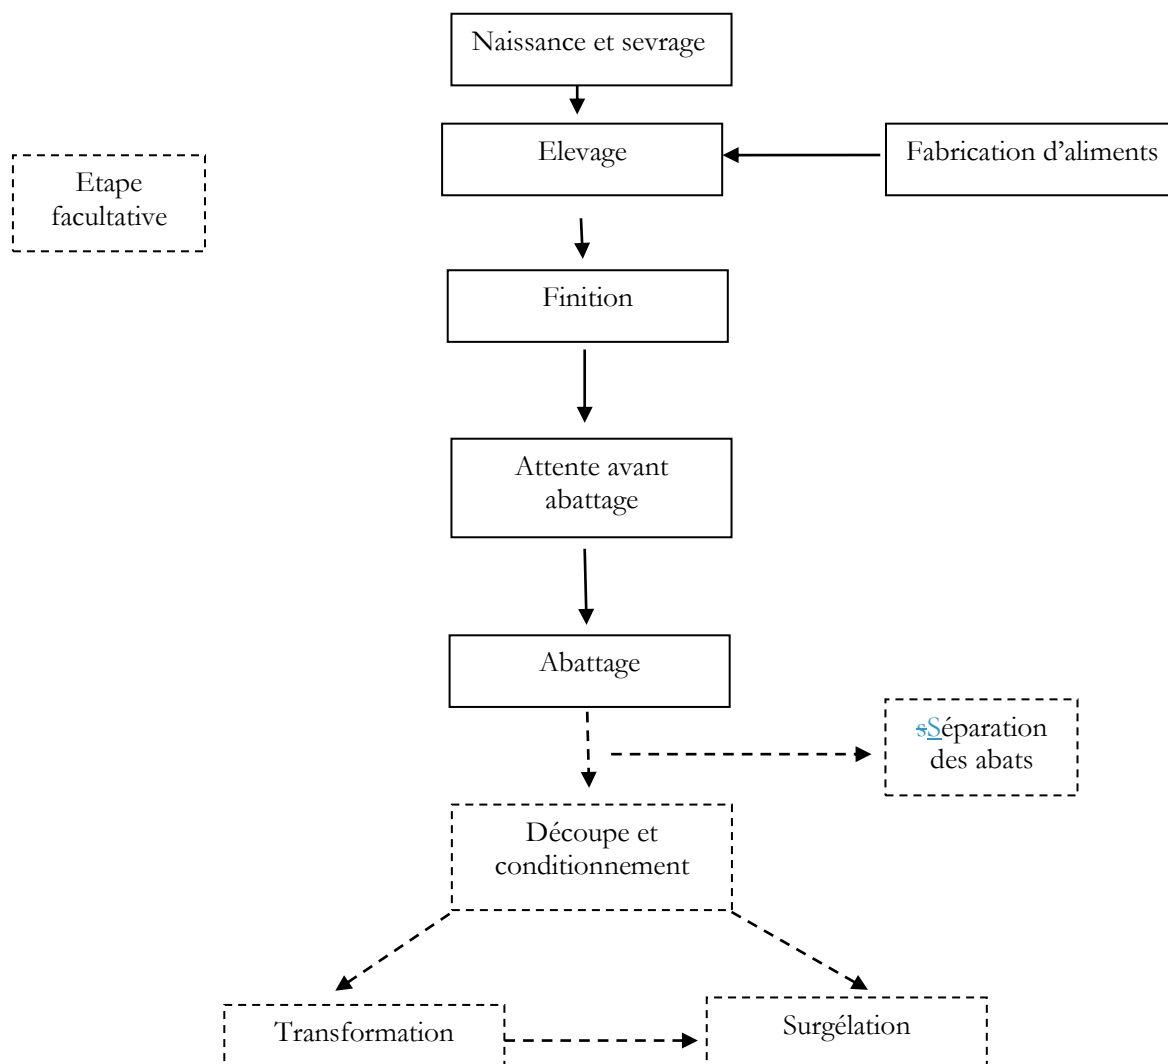 Naissance et sevrage
Elevage
Fabrication d'aliments
Etape
facultative
Finition
Attente avant
abattage
Abattage
sSéparation
des abats
Découpe et
conditionnement
Transformation
Surgélation